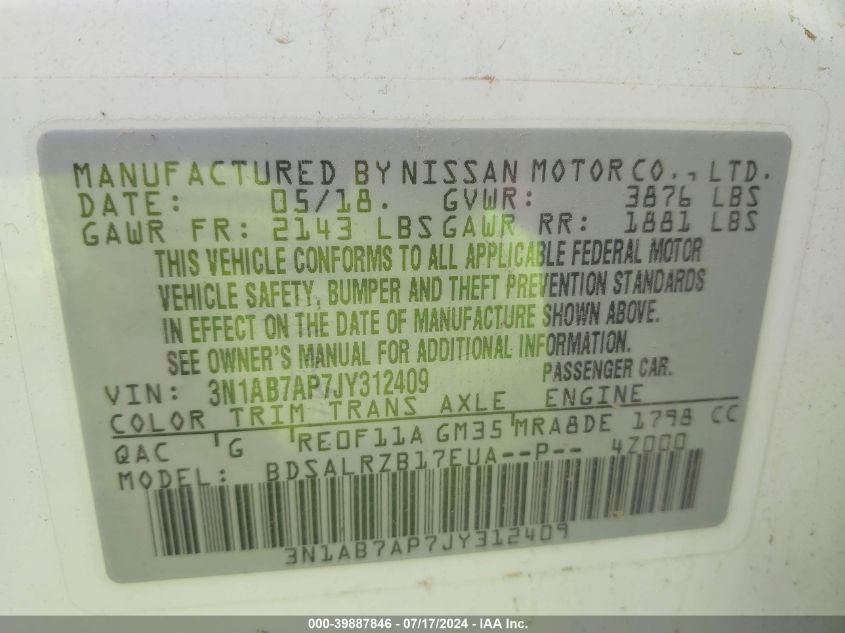 MANUFACTURED BY NISSAN MOTOR CO., LTD.
DATE: 05/18. GVWR: 3876 LBS
GAWR FR: 2143 LBS GAWR RR: 1881 LBS
THIS VEHICLE CONFORMS TO ALL APPLICABLE FEDERAL MOTOR
VEHICLE SAFETY, BUMPER AND THEFT PREVENTION STANDARDS
IN EFFECT ON THE DATE OF MANUFACTURE SHOWN ABOVE.
SEE OWNER'S MANUAL FOR ADDITIONAL INFORMATION.
VIN: 3N1AB7AP7JY312409 PASSENGER CAR.
COLOR TRIM TRANS AXLE ENGINE
QAC G RE0F11A GM35 MRA8DE 1798 CC
MODEL: BDSALRZB17EUA--P-- 4Z000
3N1AB7AP7JY312409
000-39887846 - 07/17/2024 - IAA Inc.